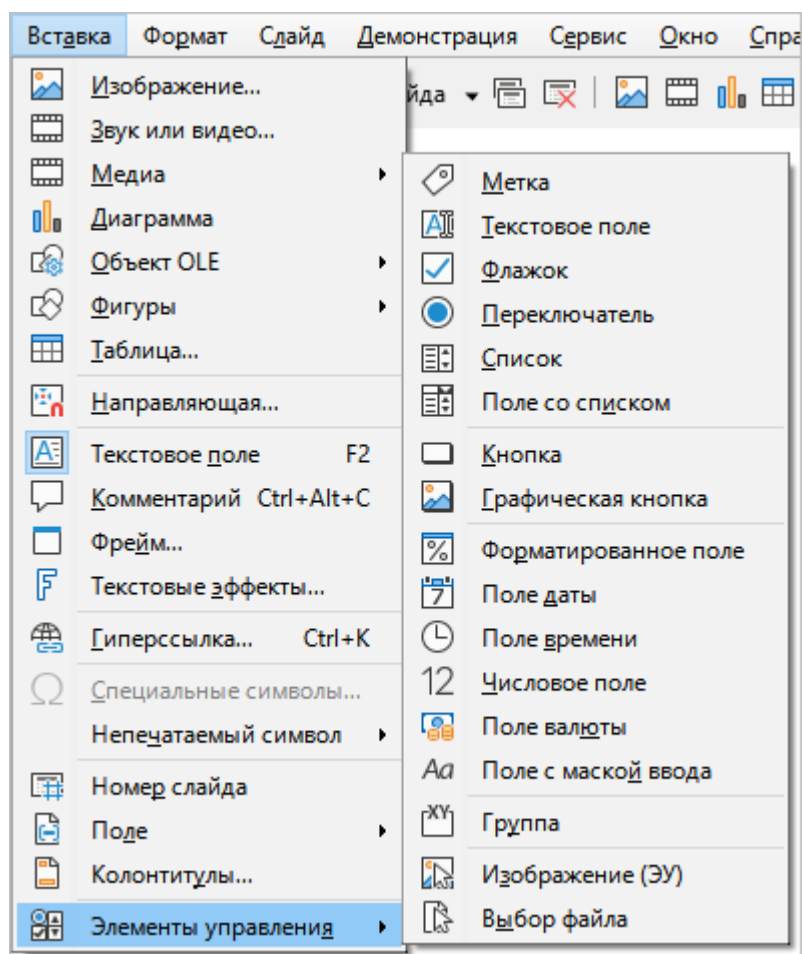 Вставка Формат Слайд Демонстрация Сервис Окно Спра
йда
Изображение...
Звук или видео...
Медиа
Диаграмма
Объект OLE
Фигуры
Таблица...
Направляющая...
Текстовое поле F2
Комментарий Ctrl+Alt+C
Фрейм...
Текстовые эффекты...
Гиперссылка... Ctrl+K
Специальные символы...
Непечатаемый символ
Номер слайда
Поле
Колонтитулы...
Элементы управления
Метка
Текстовое поле
Флажок
Переключатель
Список
Поле со списком
Кнопка
Графическая кнопка
Форматированное поле
Поле даты
Поле времени
12 Числовое поле
Поле валюты
Aa Поле с маской ввода
XY Группа
Изображение (ЭУ)
Выбор файла